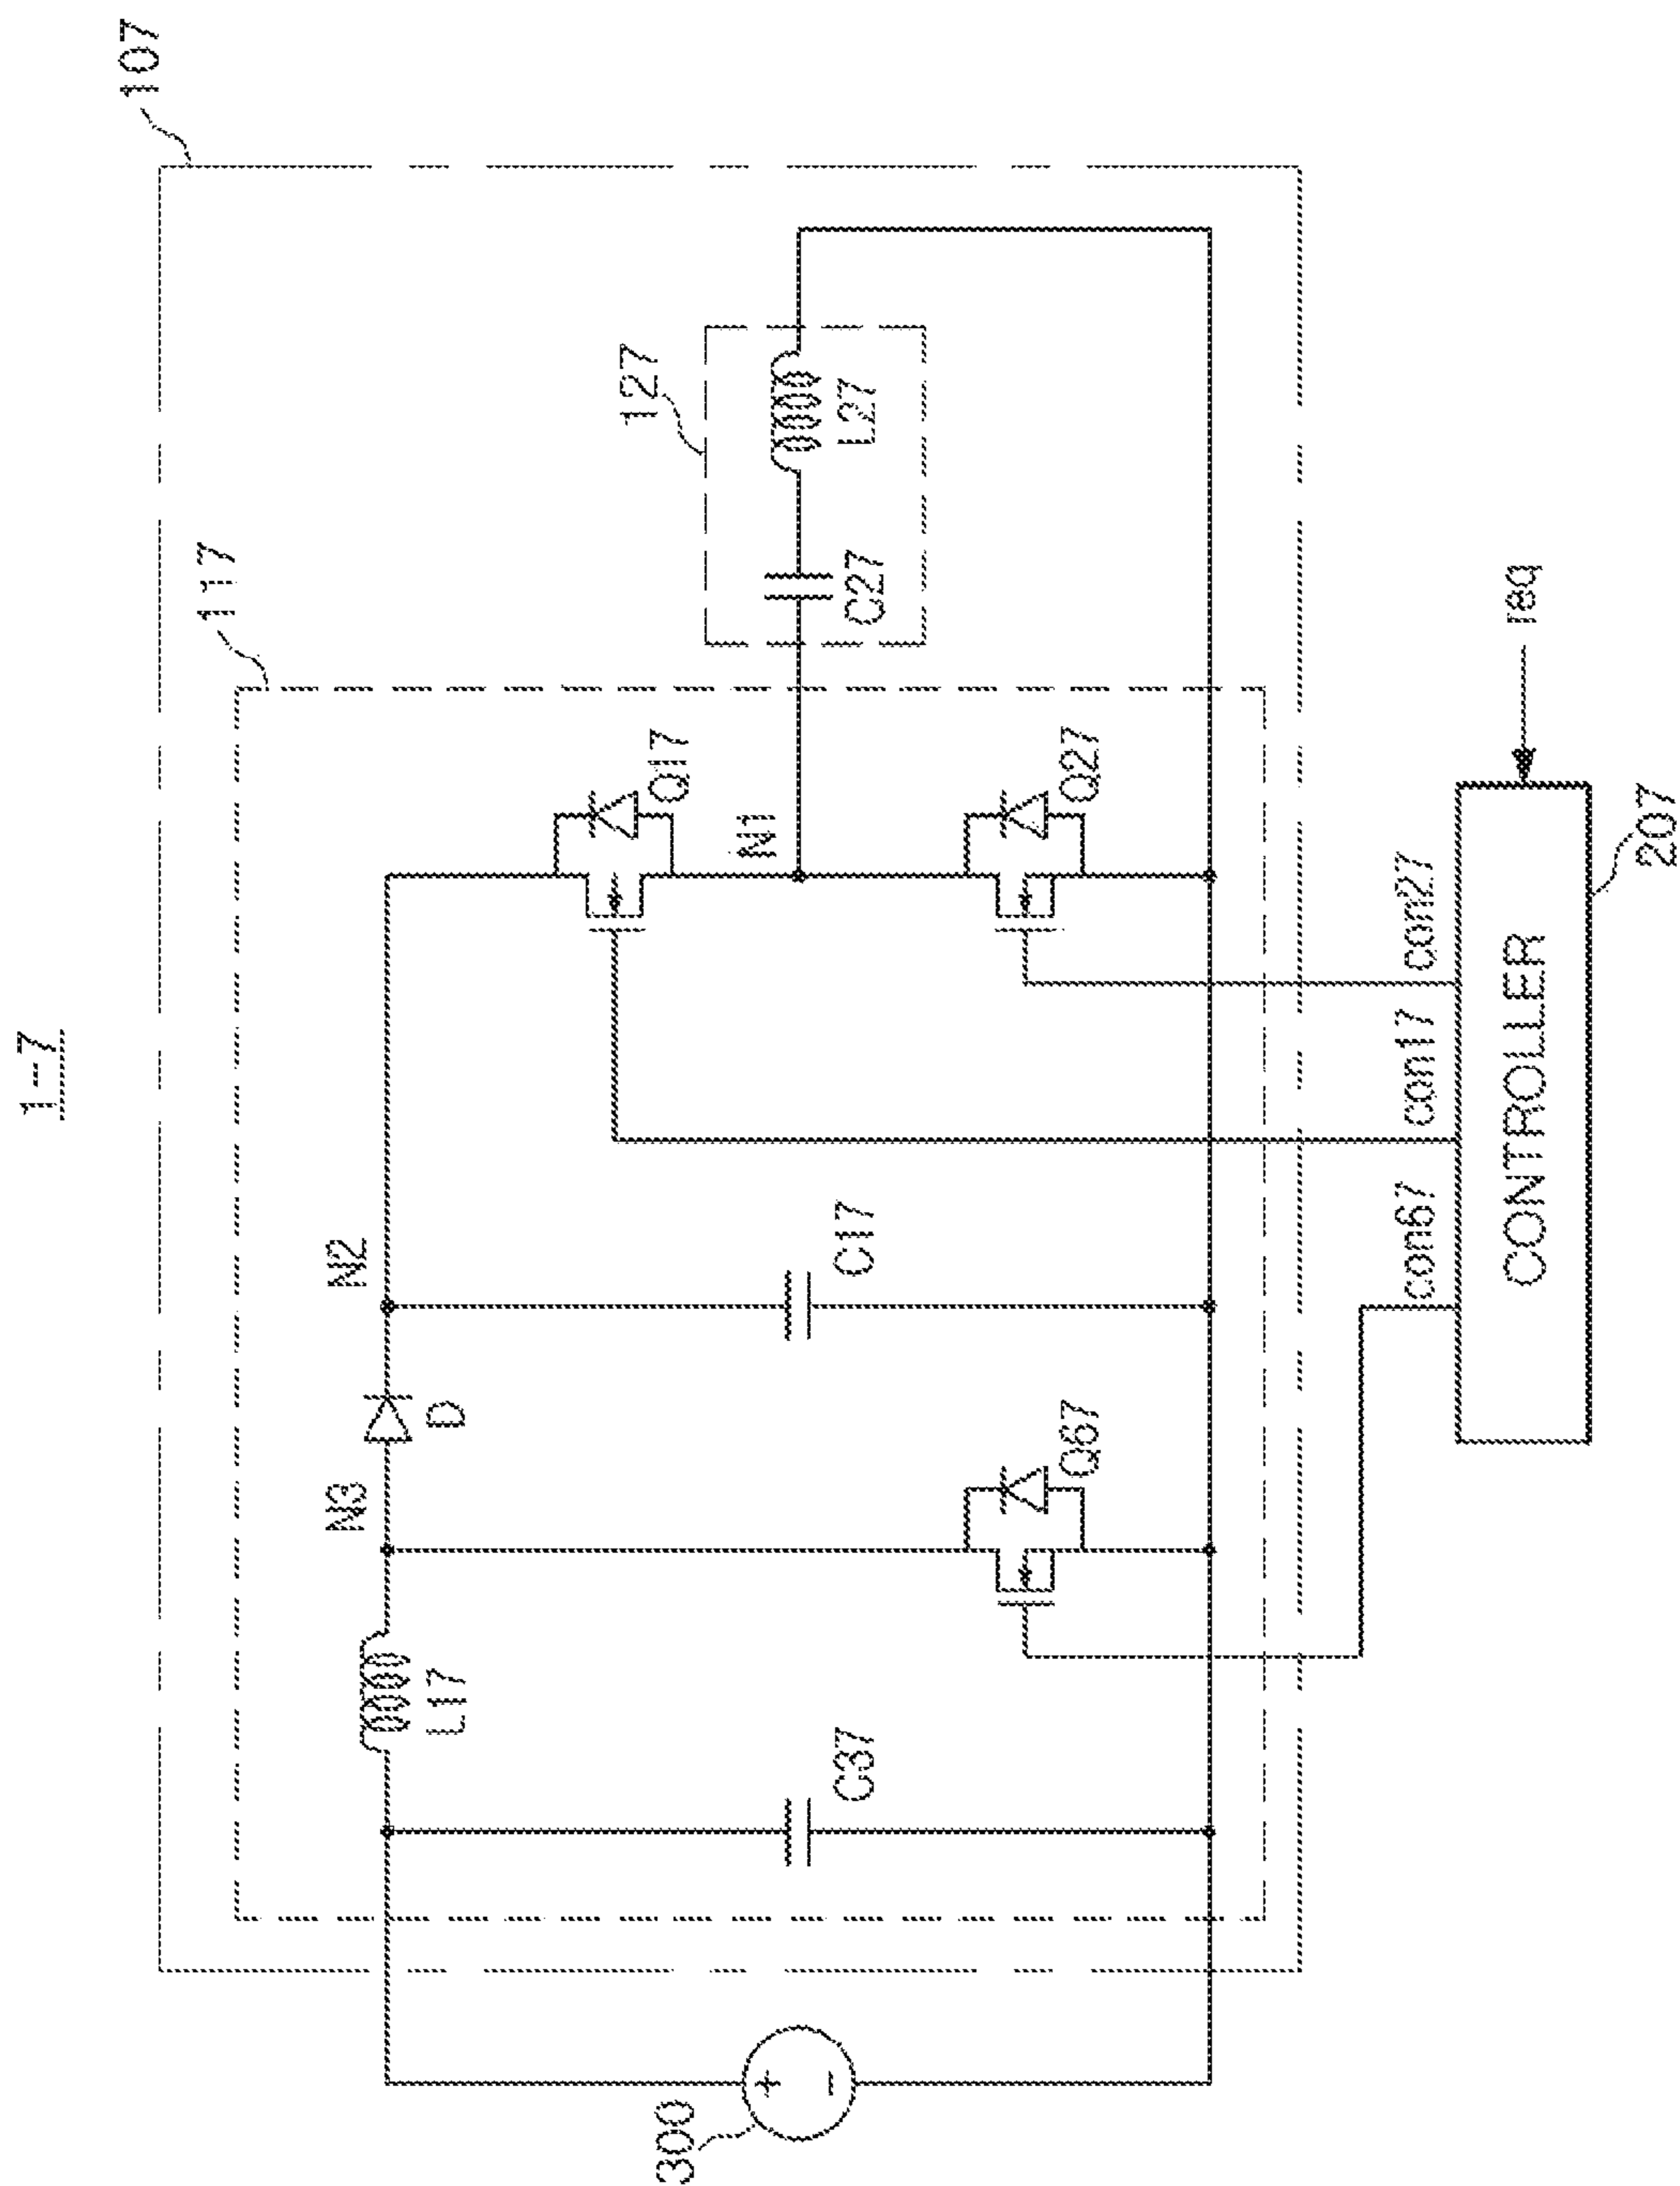 1-7
107
117
127
N3
N2
L17
D
Q17
N1
C37
C17
C27
L27
300
+
-
Q67
Q27
con67
con17
con27
CONTROLLER
req
207